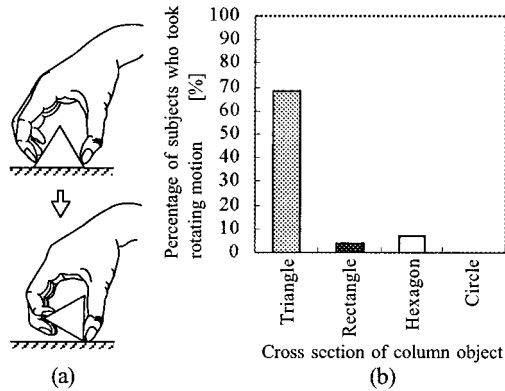 (a)
Percentage of subjects who took
rotating motion [%]
100
90
80
70
60
50
40
30
20
10
0
Triangle
Rectangle
Hexagon
Circle
Cross section of column object
(b)